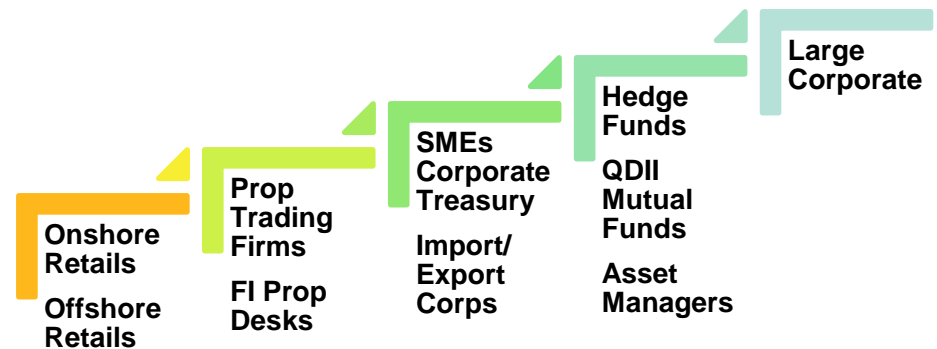 Onshore
Retails
Offshore
Retails
Prop
Trading
Firms
FI Prop
Desks
SMEs
Corporate
Treasury
Import/
Export
Corps
Hedge
Funds
QDII
Mutual
Funds
Asset
Managers
Large
Corporate